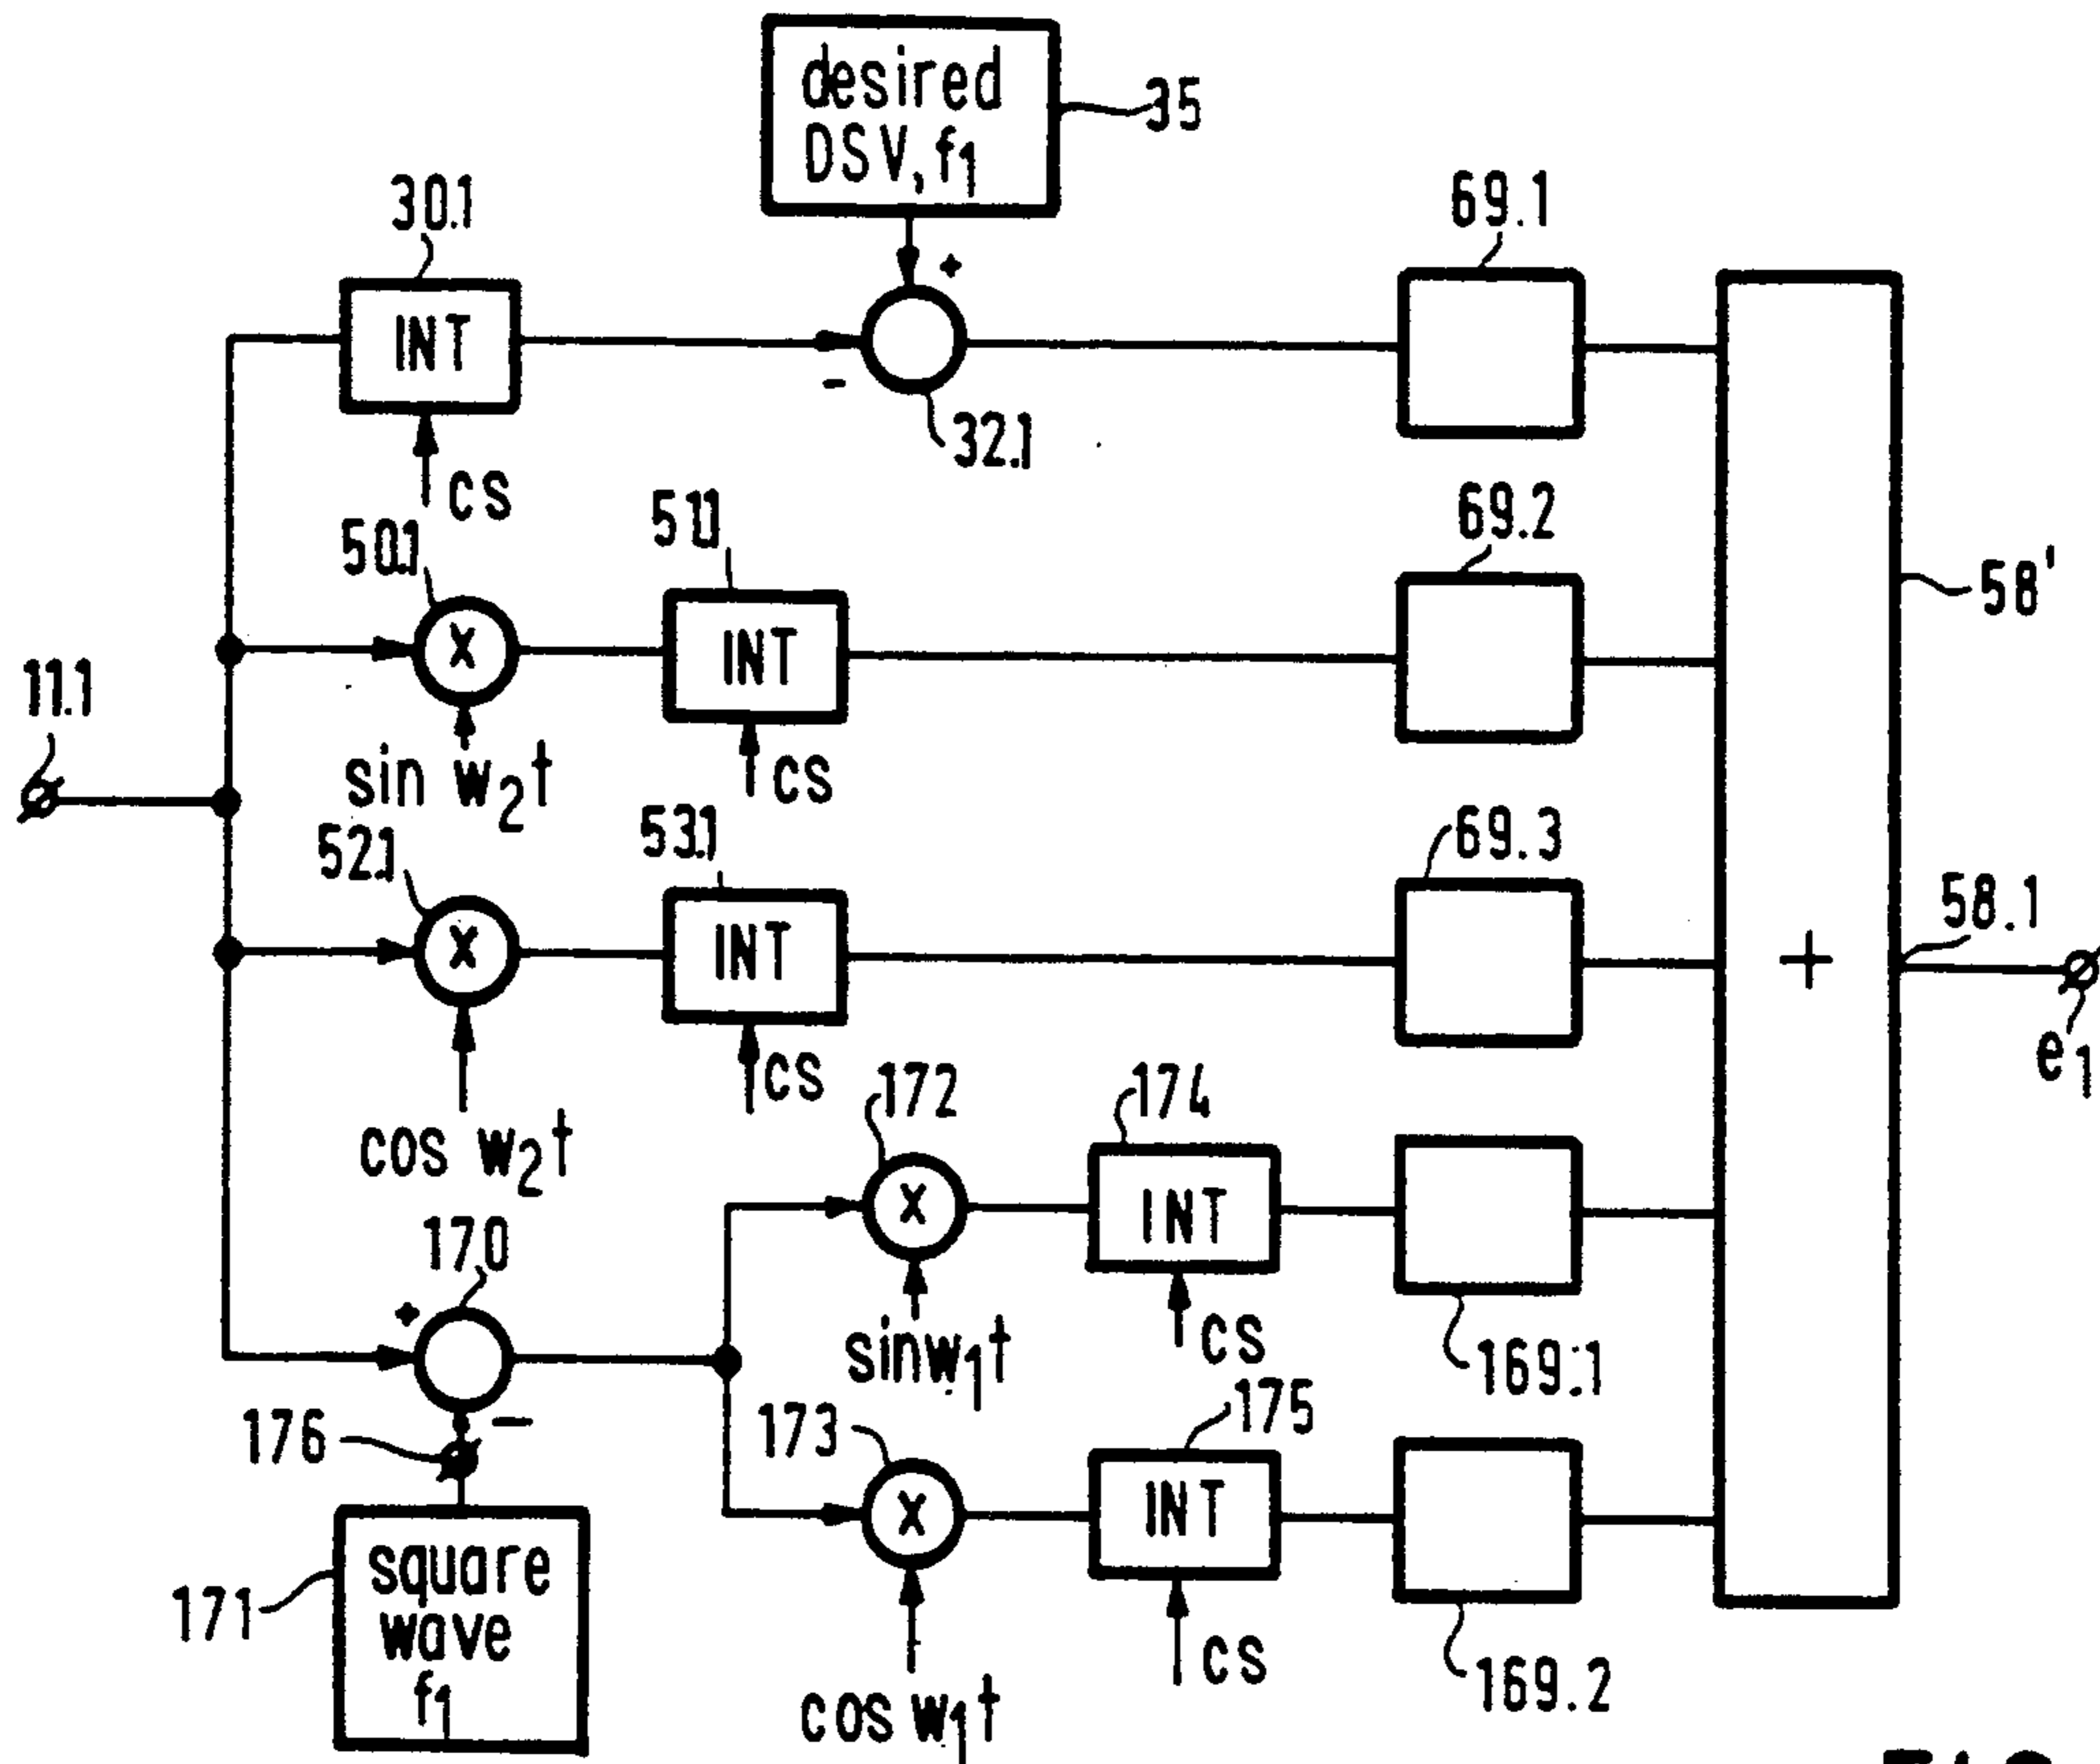 desired
DSV, f1
35
30.1
INT
cs
+
-
32.1
69.1
50.1
X
sin w2t
51.1
INT
cs
69.2
58'
11.1
52.1
X
cos w2t
53.1
INT
cs
69.3
+
58.1
e1
172
X
sinw1t
174
INT
cs
169.1
170
+
-
176
171
square
wave
f1
173
X
cos w1t
175
INT
cs
169.2